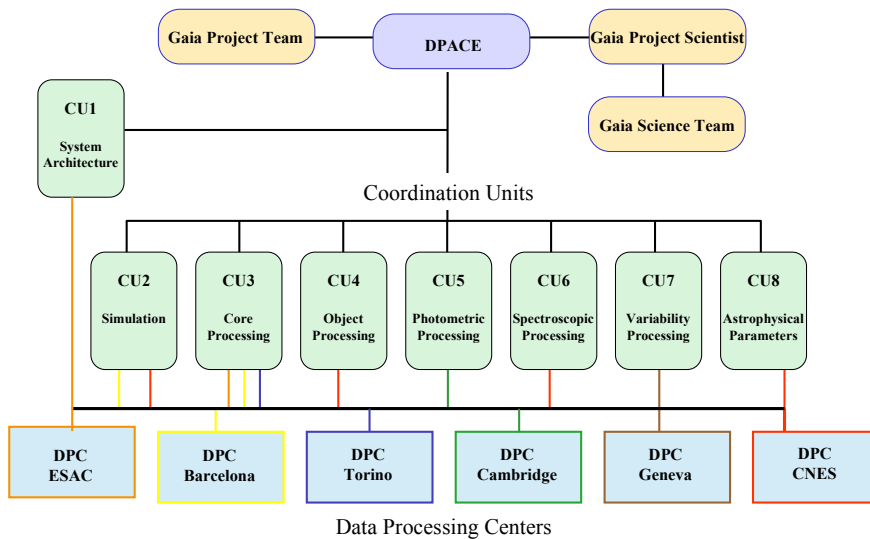 Gaia Project Team
DPACE
Gaia Project Scientist
Gaia Science Team
CU1
System
Architecture
Coordination Units
CU2
Simulation
CU3
Core
Processing
CU4
Object
Processing
CU5
Photometric
Processing
CU6
Spectroscopic
Processing
CU7
Variability
Processing
CU8
Astrophysical
Parameters
DPC
ESAC
DPC
Barcelona
DPC
Torino
DPC
Cambridge
DPC
Geneva
DPC
CNES
Data Processing Centers